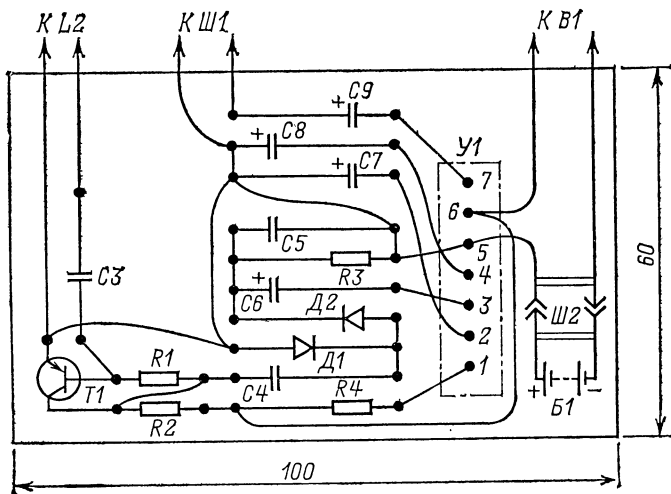 К L2 К Ш1 К В1
С9
+
С8
+
У1
С7
+
7
6
С5
5
R3
4
С6
+
Д2
3
С3
Ш2
2
Д1
R1
1
С4
Т1
R4
+ -
R2
Б1
60
100